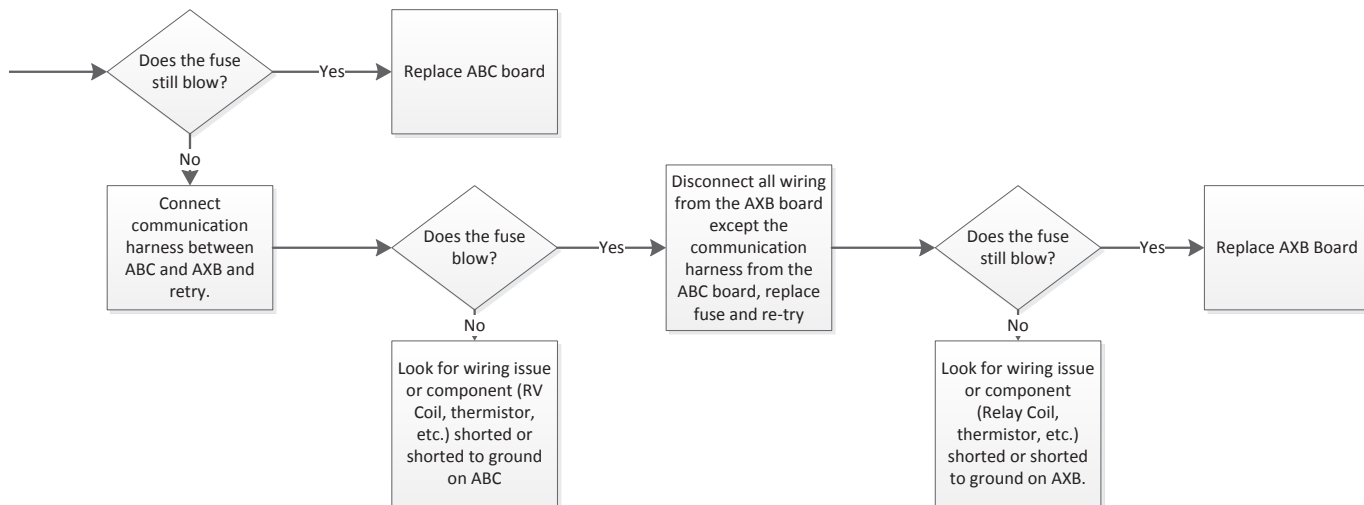 Does the fuse
still blow?
Yes
Replace ABC board
No
Connect
communication
harness between
ABC and AXB and
retry.
Does the fuse
blow?
Yes
Disconnect all wiring
from the AXB board
except the
communication
harness from the
ABC board, replace
fuse and re-try
Does the fuse
still blow?
Yes
Replace AXB Board
No
Look for wiring issue
or component (RV
Coil, thermistor,
etc.) shorted or
shorted to ground
on ABC
No
Look for wiring issue
or component
(Relay Coil,
thermistor, etc.)
shorted or shorted
to ground on AXB.